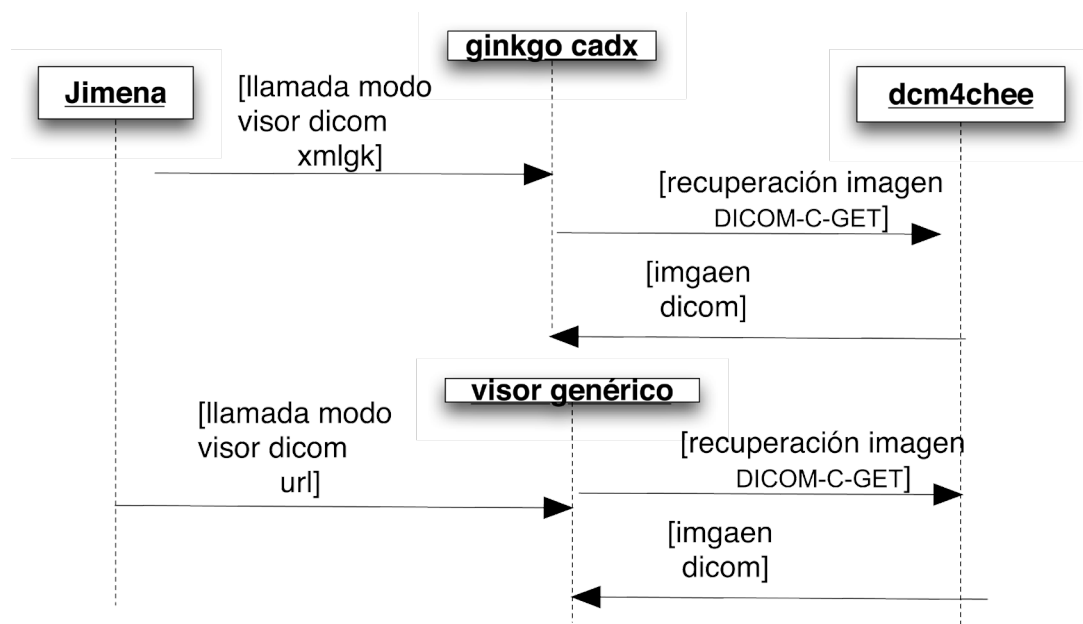 ginkgo cadx
Jimena
dcm4chee
[llamada modo
visor dicom
xmlgk]
[recuperación imagen
DICOM-C-GET]
[imgaen
dicom]
visor genérico
[llamada modo
visor dicom
url]
[recuperación imagen
DICOM-C-GET]
[imgaen
dicom]